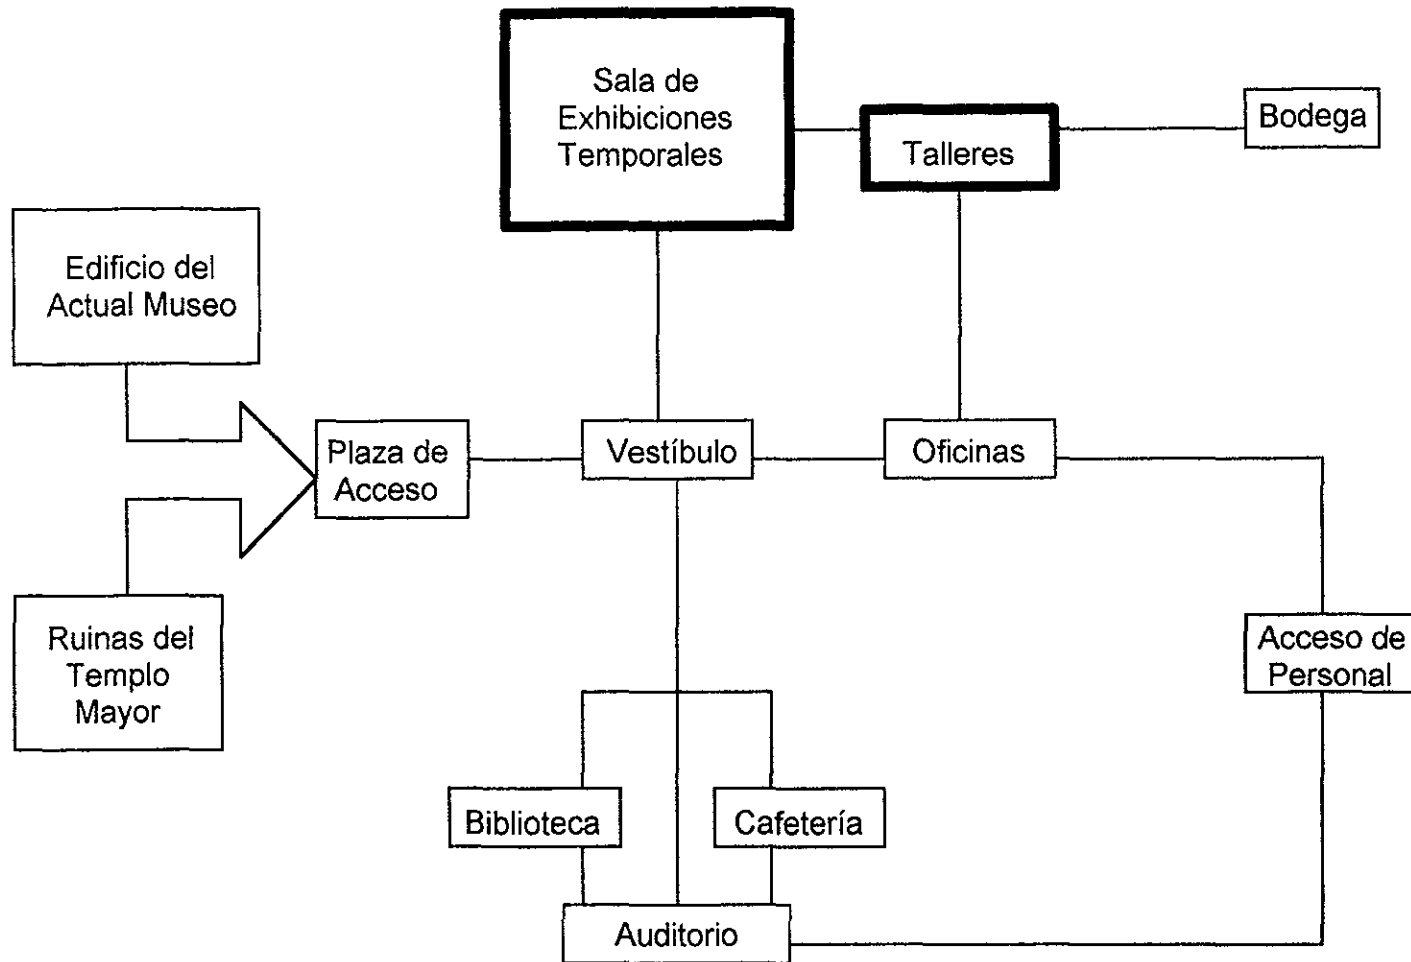 Sala de
Exhibiciones
Temporales
Talleres
Bodega
Edificio del
Actual Museo
Plaza de
Acceso
Vestíbulo
Oficinas
Ruinas del
Templo
Mayor
Acceso de
Personal
Biblioteca
Cafetería
Auditorio